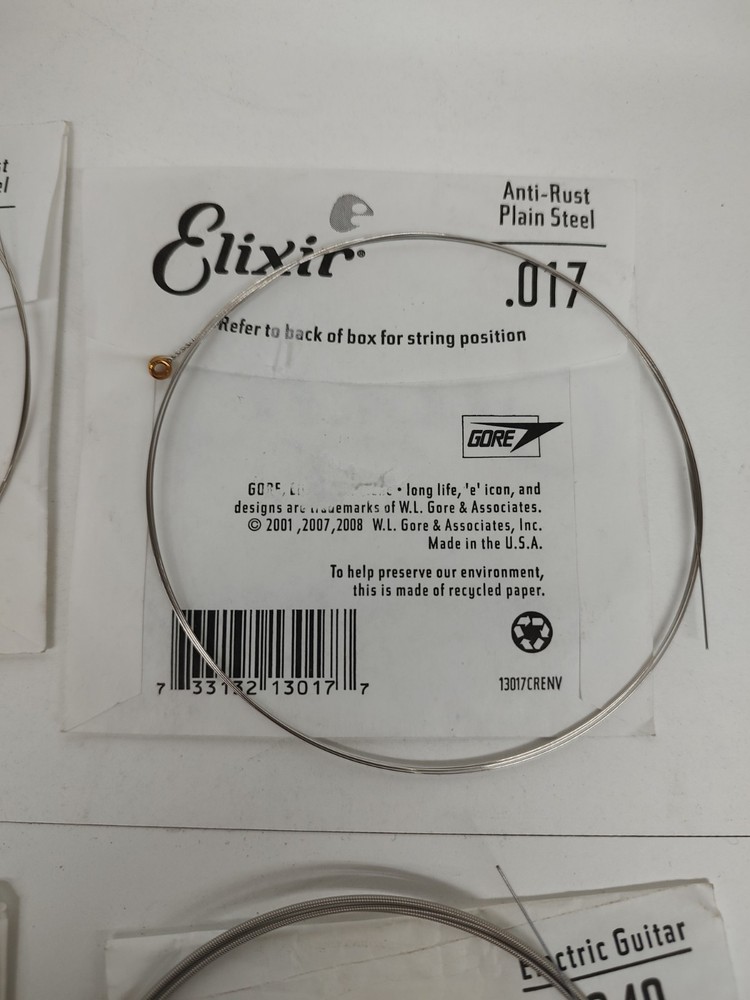 st
el
Elixir®
Anti-Rust
Plain Steel
.017
Refer to back of box for string position
GORE
long life, 'e' icon, and
designs are trademarks of W.L. Gore & Associates.
© 2001 ,2007,2008 W.L. Gore & Associates, Inc.
Made in the U.S.A.
To help preserve our environment,
this is made of recycled paper.
7 33132 13017 7
13017CRENV
Electric Guitar